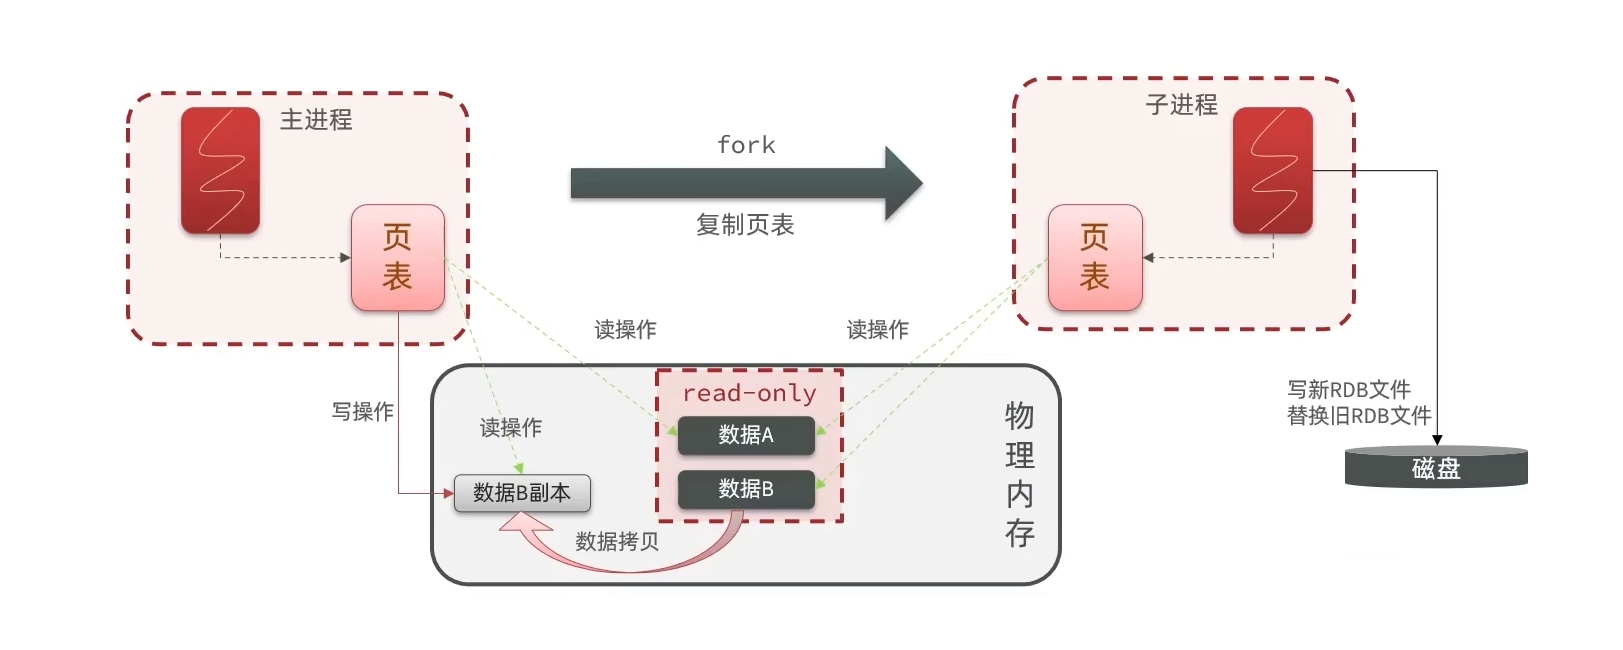 主进程
子进程
fork
复制页表
页
表
页
表
读操作
读操作
写操作
读操作
read-only
数据A
数据B
数据B副本
数据拷贝
物
理
内
存
写新RDB文件
替换旧RDB文件
磁盘